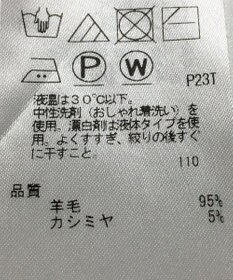 P W
P23T
液温は30℃以下。
中性洗剤（おしゃれ着洗い）を
使用。漂白剤は液体タイプを使
用。よくすすぎ、絞りの後すぐ
に干すこと。
110
品質
羊毛 95%
カシミヤ 5%